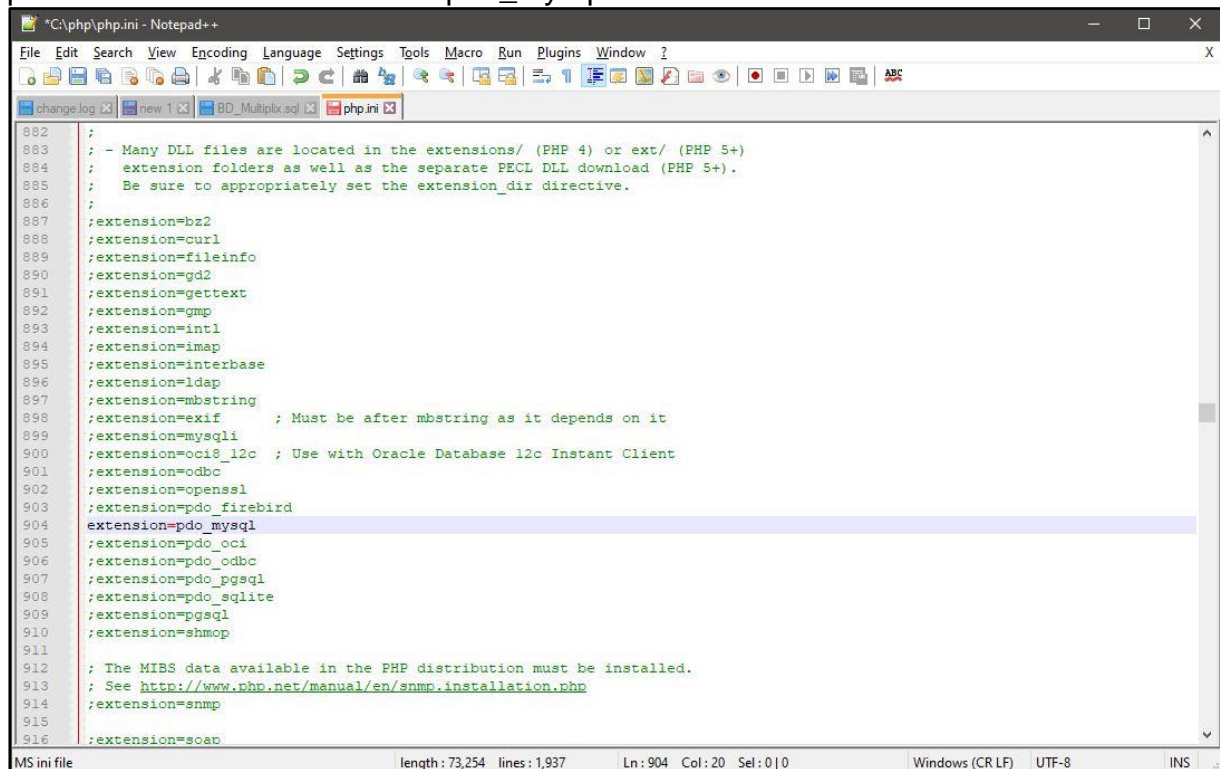 *C:\php\php.ini - Notepad++
File Edit Search View Encoding Language Settings Tools Macro Run Plugins Window ? X
ABC
change.log new 1 BD_Multiplix.sql php.ini
882 ;
883 ; - Many DLL files are located in the extensions/ (PHP 4) or ext/ (PHP 5+)
884 ;   extension folders as well as the separate PECL DLL download (PHP 5+).
885 ;   Be sure to appropriately set the extension_dir directive.
886 ;
887 ;extension=bz2
888 ;extension=curl
889 ;extension=fileinfo
890 ;extension=gd2
891 ;extension=gettext
892 ;extension=gmp
893 ;extension=intl
894 ;extension=imap
895 ;extension=interbase
896 ;extension=ldap
897 ;extension=mbstring
898 ;extension=exif      ; Must be after mbstring as it depends on it
899 ;extension=mysqli
900 ;extension=oci8_12c  ; Use with Oracle Database 12c Instant Client
901 ;extension=odbc
902 ;extension=openssl
903 ;extension=pdo_firebird
904 extension=pdo_mysql
905 ;extension=pdo_oci
906 ;extension=pdo_odbc
907 ;extension=pdo_pgsql
908 ;extension=pdo_sqlite
909 ;extension=pgsql
910 ;extension=shmop
911
912 ; The MIBS data available in the PHP distribution must be installed.
913 ; See http://www.php.net/manual/en/snmp.installation.php
914 ;extension=snmp
915
916 ;extension=soap
MS ini file length : 73,254 lines : 1,937 Ln : 904 Col : 20 Sel : 0 | 0 Windows (CR LF) UTF-8 INS